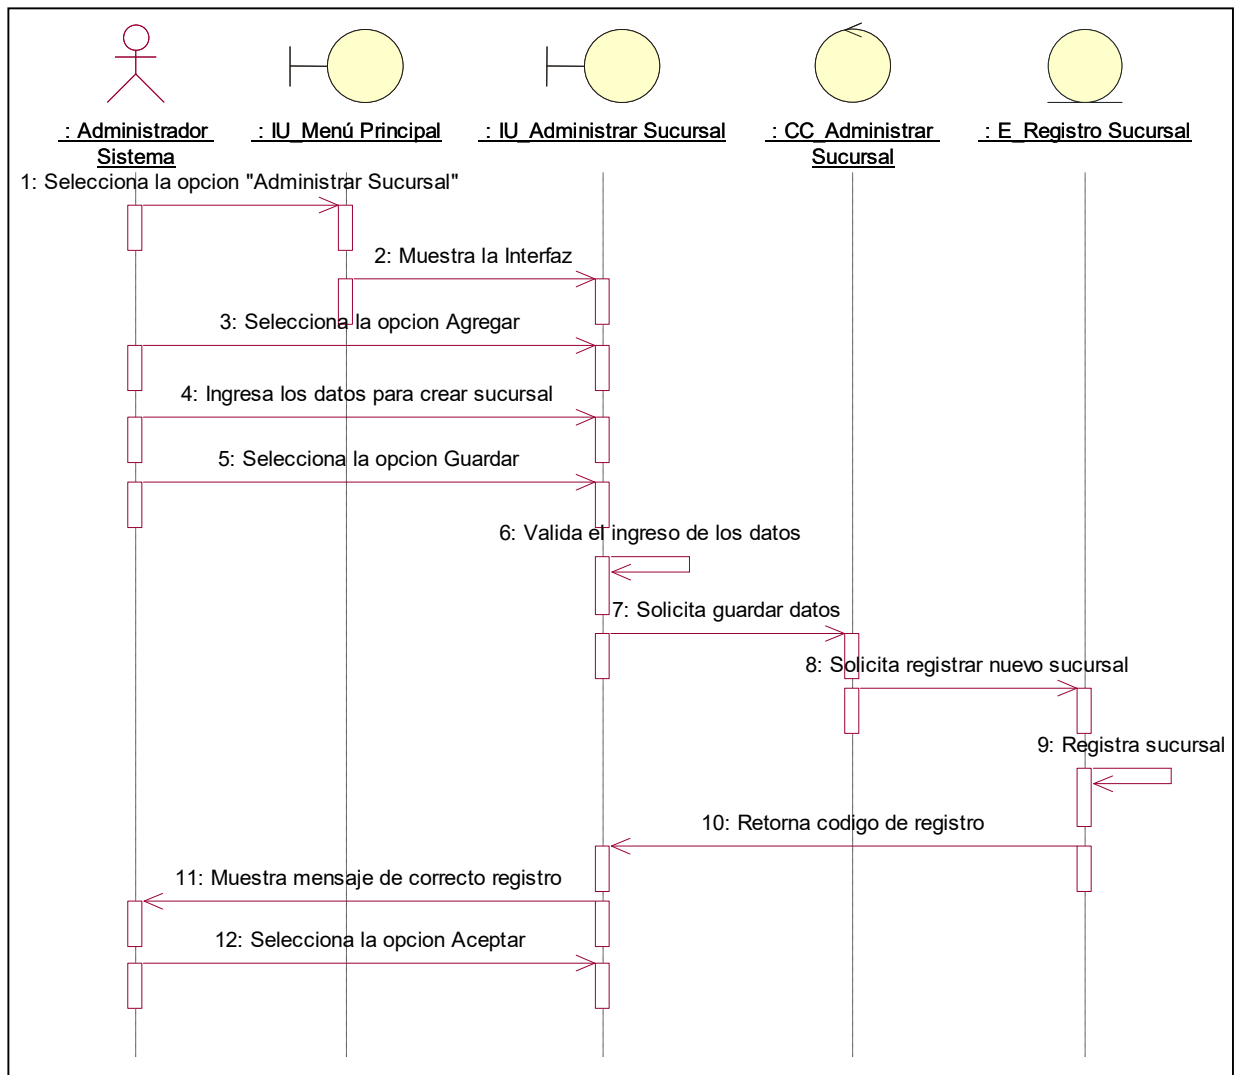 : Administrador
Sistema
: IU_Menú Principal
: IU_Administrar Sucursal
: CC_Administrar
Sucursal
: E_Registro Sucursal
1: Selecciona la opcion "Administrar Sucursal"
2: Muestra la Interfaz
3: Selecciona la opcion Agregar
4: Ingresa los datos para crear sucursal
5: Selecciona la opcion Guardar
6: Valida el ingreso de los datos
7: Solicita guardar datos
8: Solicita registrar nuevo sucursal
9: Registra sucursal
10: Retorna codigo de registro
11: Muestra mensaje de correcto registro
12: Selecciona la opcion Aceptar